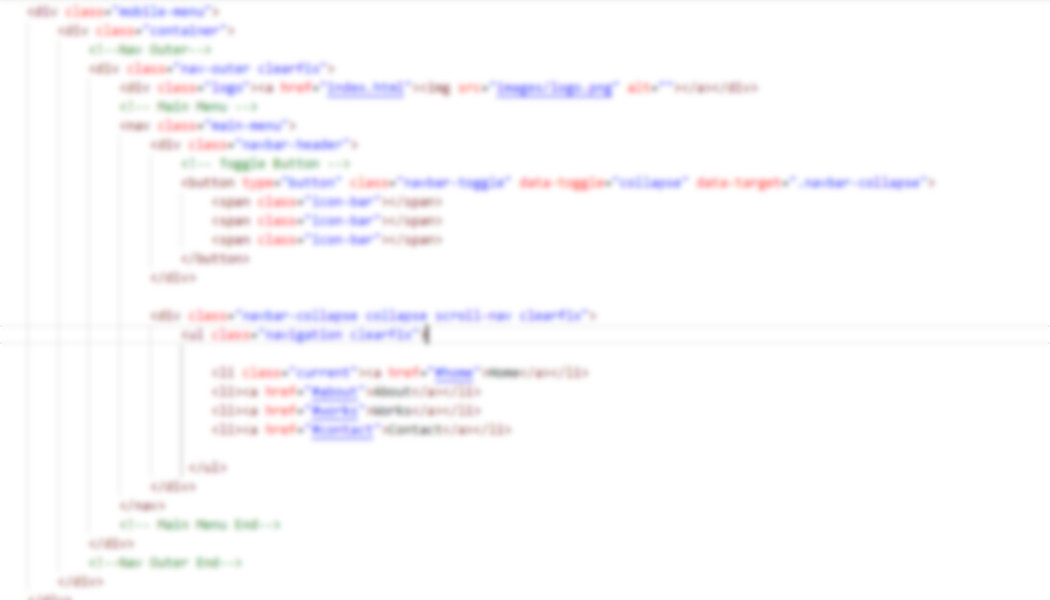 <div class="mobile-menu">
<div class="container">
<!--Nav Outer-->
<div class="nav-outer clearfix">
<div class="logo"><a href="index.html"><img src="images/logo.png" alt=""></a></div>
<!-- Main Menu -->
<nav class="main-menu">
<div class="navbar-header">
<!-- Toggle Button -->
<button type="button" class="navbar-toggle" data-toggle="collapse" data-target=".navbar-collapse">
<span class="icon-bar"></span>
<span class="icon-bar"></span>
<span class="icon-bar"></span>
</button>
</div>
<div class="navbar-collapse collapse scroll-nav clearfix">
<ul class="navigation clearfix">
<li class="current"><a href="#home">Home</a></li>
<li><a href="#about">About</a></li>
<li><a href="#works">Works</a></li>
<li><a href="#contact">Contact</a></li>
</ul>
</div>
</nav>
<!-- Main Menu End-->
</div>
<!--Nav Outer End-->
</div>